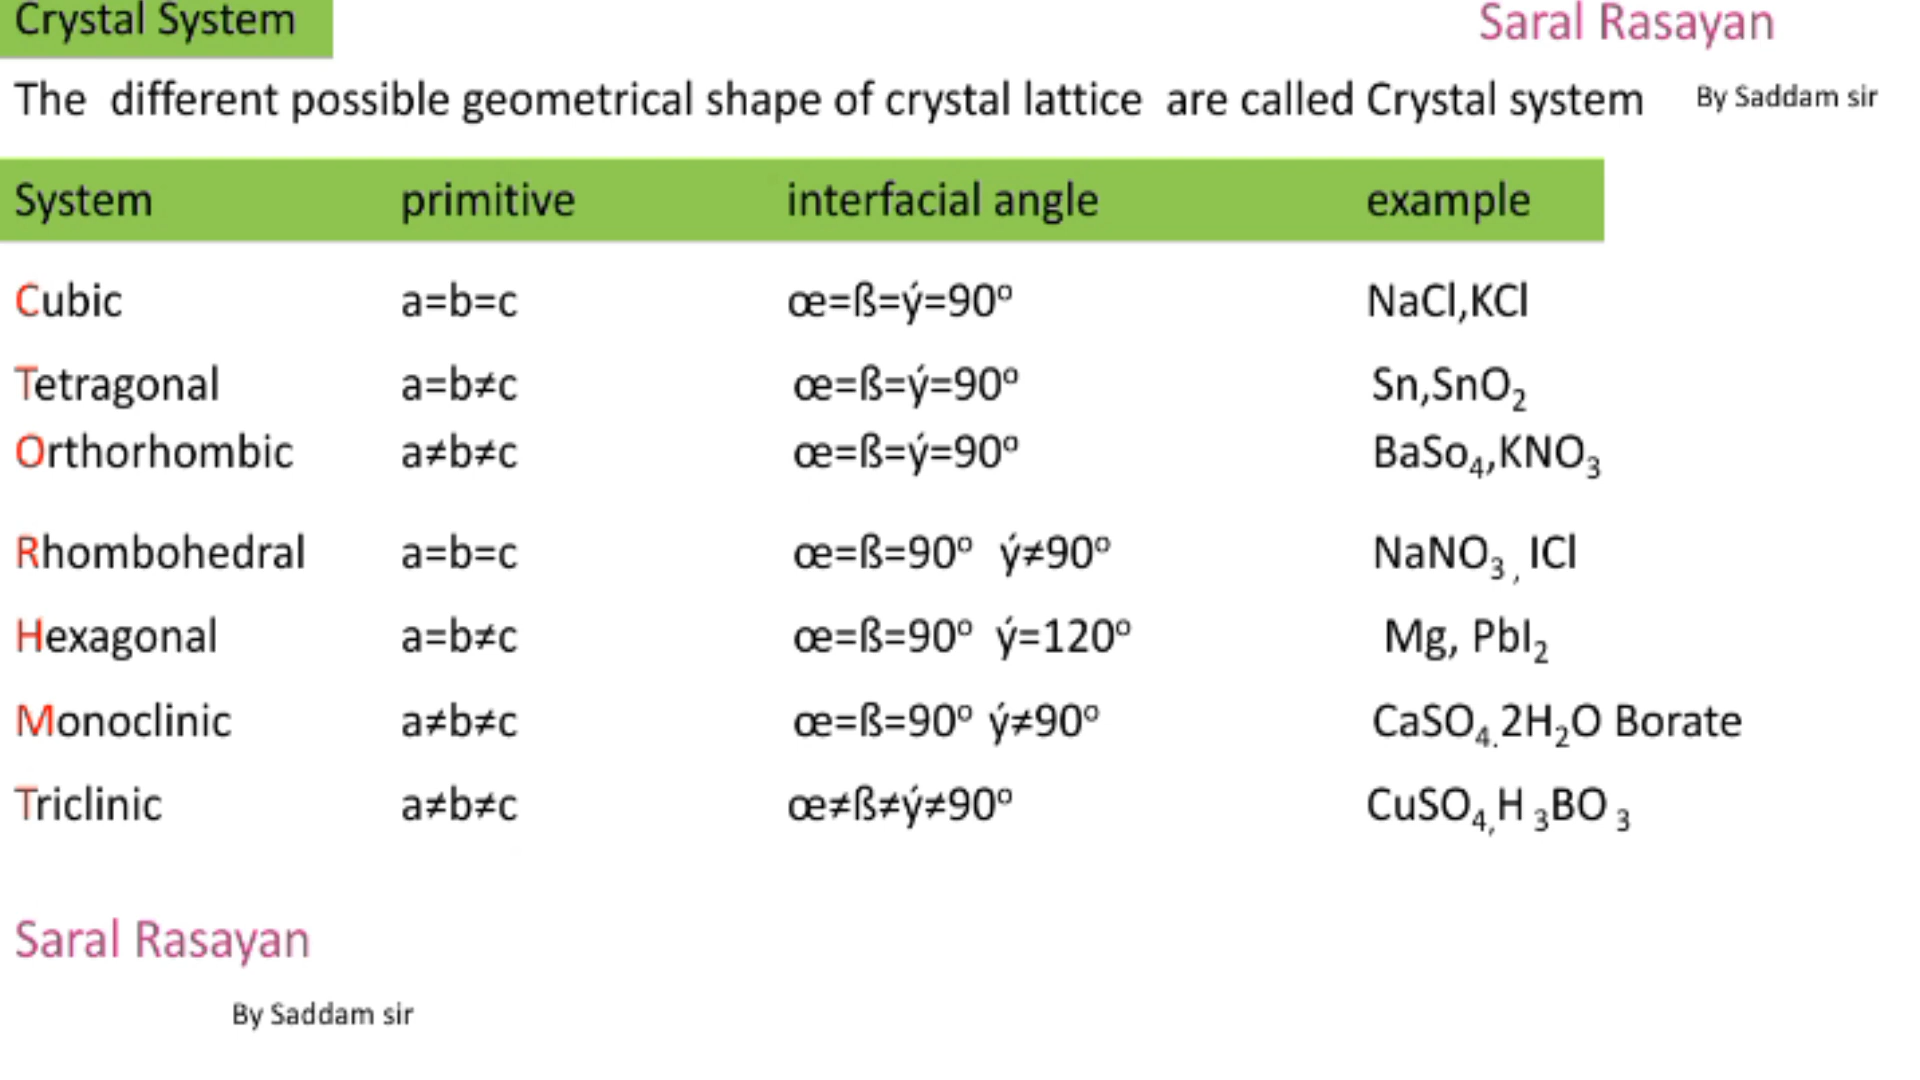 Crystal System
Saral Rasayan
The different possible geometrical shape of crystal lattice are called Crystal system
By Saddam sir
System primitive interfacial angle example
Cubic a=b=c œ=ß=ý=90º NaCl,KCl
Tetragonal a=b≠c œ=ß=ý=90º Sn,SnO₂
Orthorhombic a≠b≠c œ=ß=ý=90º BaSo₄,KNO₃
Rhombohedral a=b=c œ=ß=90º ý≠90º NaNO₃ , ICl
Hexagonal a=b≠c œ=ß=90º ý=120º Mg, PbI₂
Monoclinic a≠b≠c œ=ß=90º ý≠90º CaSO₄.2H₂O Borate
Triclinic a≠b≠c œ≠ß≠ý≠90º CuSO₄,H ₃BO ₃
Saral Rasayan
By Saddam sir